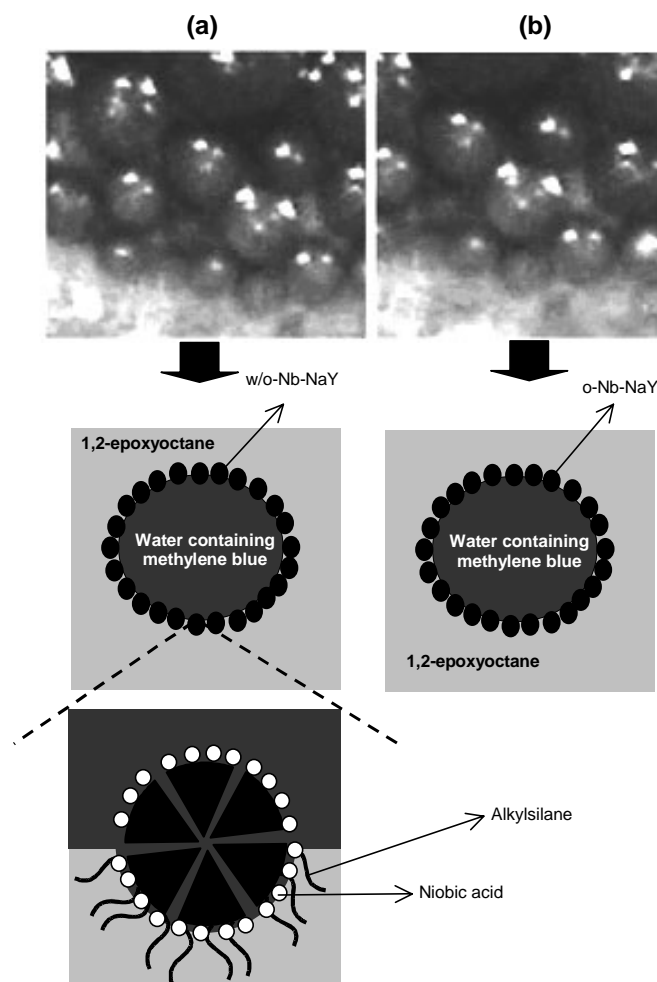 (a)
(b)
w/o-Nb-NaY
o-Nb-NaY
1,2-epoxyoctane
Water containing
methylene blue
Water containing
methylene blue
1,2-epoxyoctane
Alkylsilane
Niobic acid